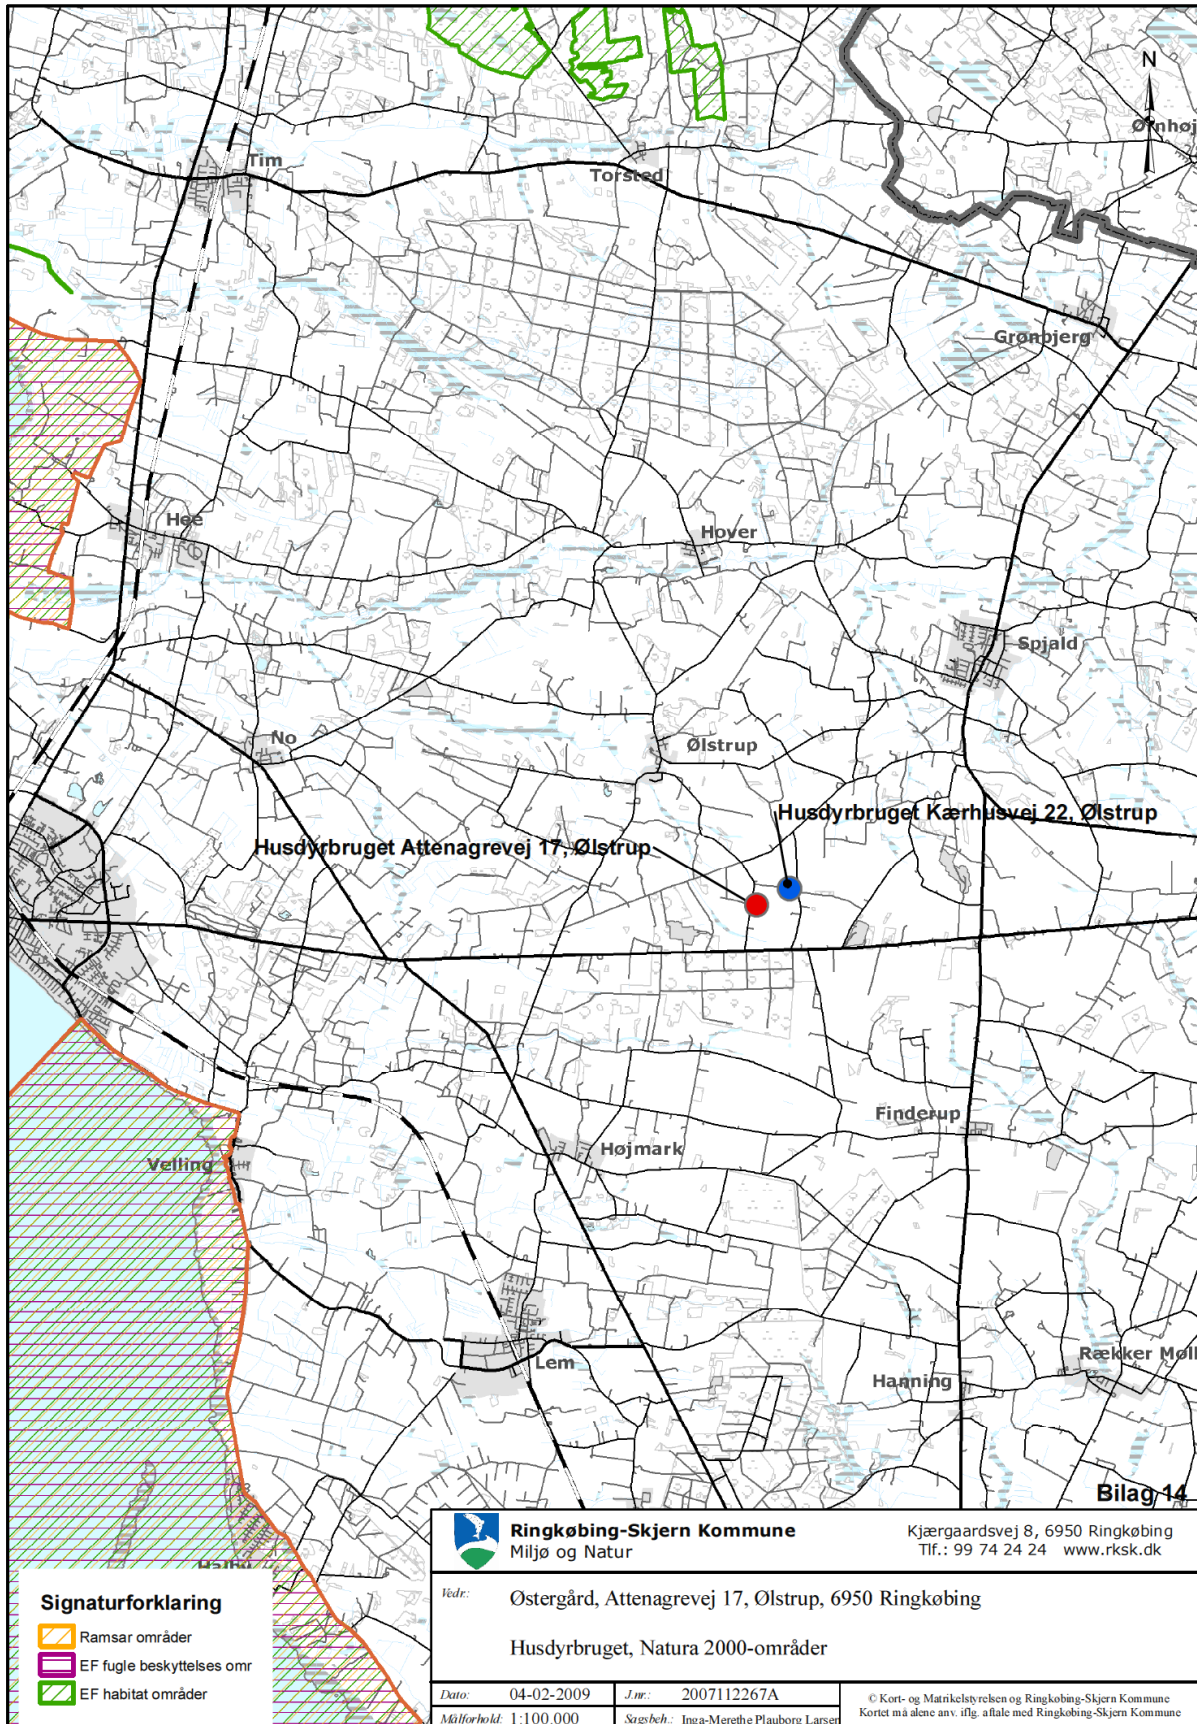 N
Ørnhøj
Tim
Torsted
Grønbjerg
Hee
Hover
Spjald
No
Ølstrup
Husdyrbruget Kærhusvej 22, Ølstrup
Husdyrbruget Attenagrevej 17, Ølstrup
Finderup
Højmark
Velling
Lem
Rækker Møll
Hanning
Bilag 14
Halby
Ringkøbing-Skjern Kommune
Miljø og Natur
Kjærgaardsvej 8, 6950 Ringkøbing
Tlf.: 99 74 24 24 www.rksk.dk
Vedr.: Østergård, Attenagrevej 17, Ølstrup, 6950 Ringkøbing
Husdyrbruget, Natura 2000-områder
Signaturforklaring
Ramsar områder
EF fugle beskyttelses omr
EF habitat områder
Dato: 04-02-2009
J.nr.: 2007112267A
Målforhold: 1:100.000
Sagsbeh.: Inga-Merethe Plauborg Larsen
© Kort- og Matrikelstyrelsen og Ringkøbing-Skjern Kommune
Kortet må alene anv. iflg. aftale med Ringkøbing-Skjern Kommune